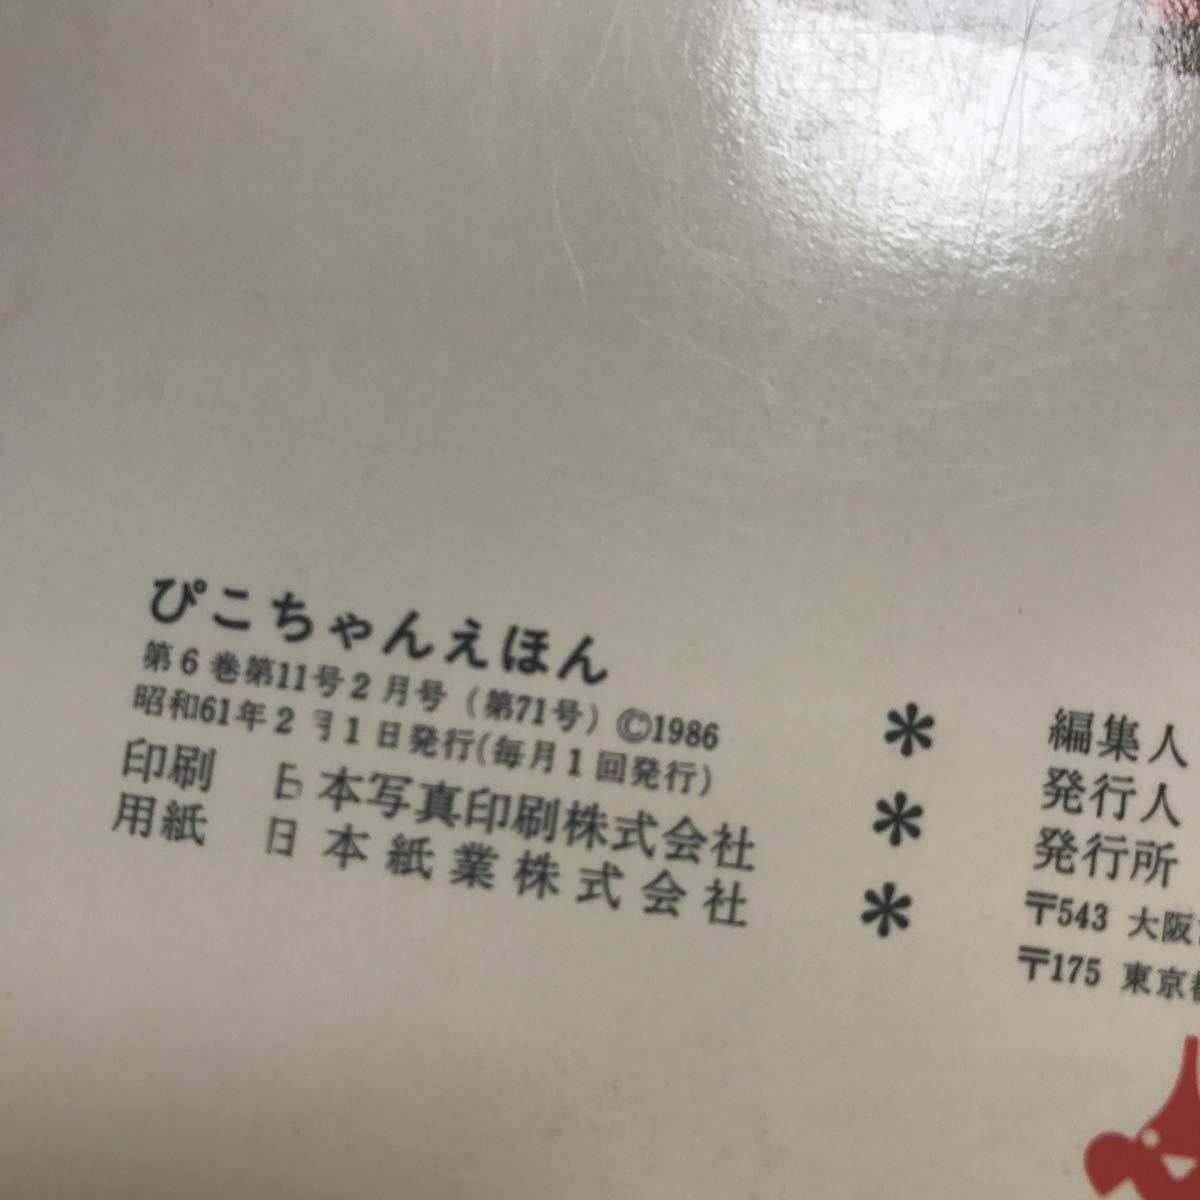 ぴこちゃんえほん
第6巻第11号2月号（第71号）©1986
昭和61年2月1日発行(毎月1回発行)
印刷 日本写真印刷株式会社
用紙 日本紙業株式会社
* 編集人
* 発行人
* 発行所
〒543 大阪
〒175 東京都